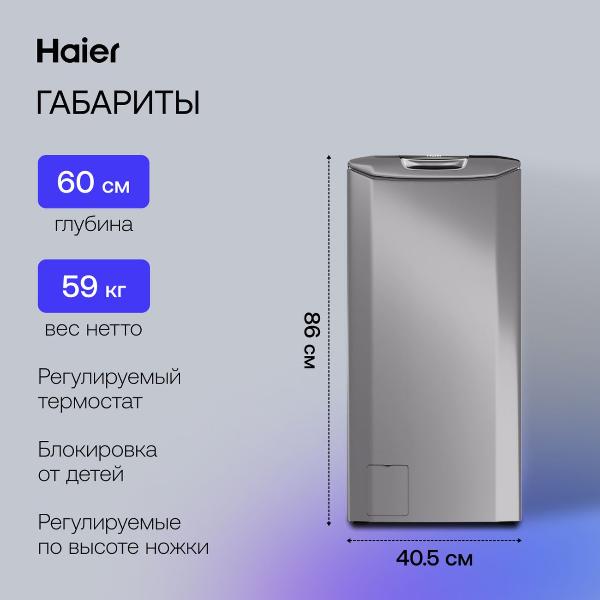 Haier
ГАБАРИТЫ
60 см
глубина
59 кг
вес нетто
Регулируемый
термостат
Блокировка
от детей
Регулируемые
по высоте ножки
86 см
40.5 см
Haier